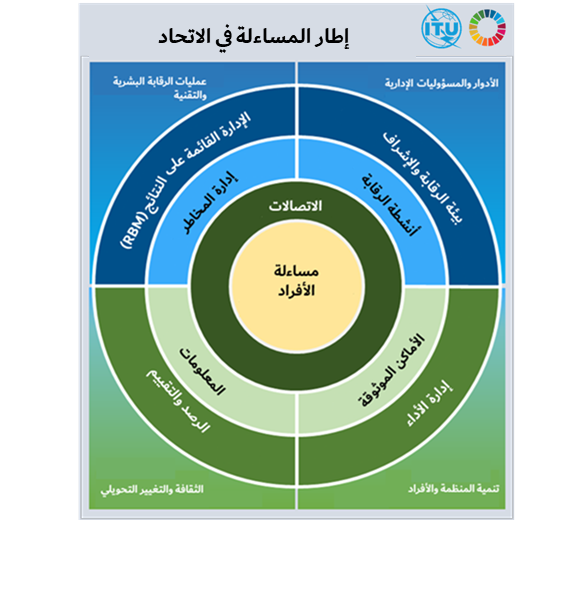 إطار المساءلة في الاتحاد
ITU
الأدوار والمسؤوليات الإدارية
عمليات الرقابة البشرية
والتقنية
بيئة الرقابة والإشراف
الإدارة القائمة على النتائج (RBM)
أنشطة الرقابة
إدارة المخاطر
الاتصالات
مساءلة
الأفراد
الأماكن الموثوقة
المعلومات
إدارة الأداء
الرصد والتقييم
تنمية المنظمة والأفراد
الثقافة والتغيير التحويلي